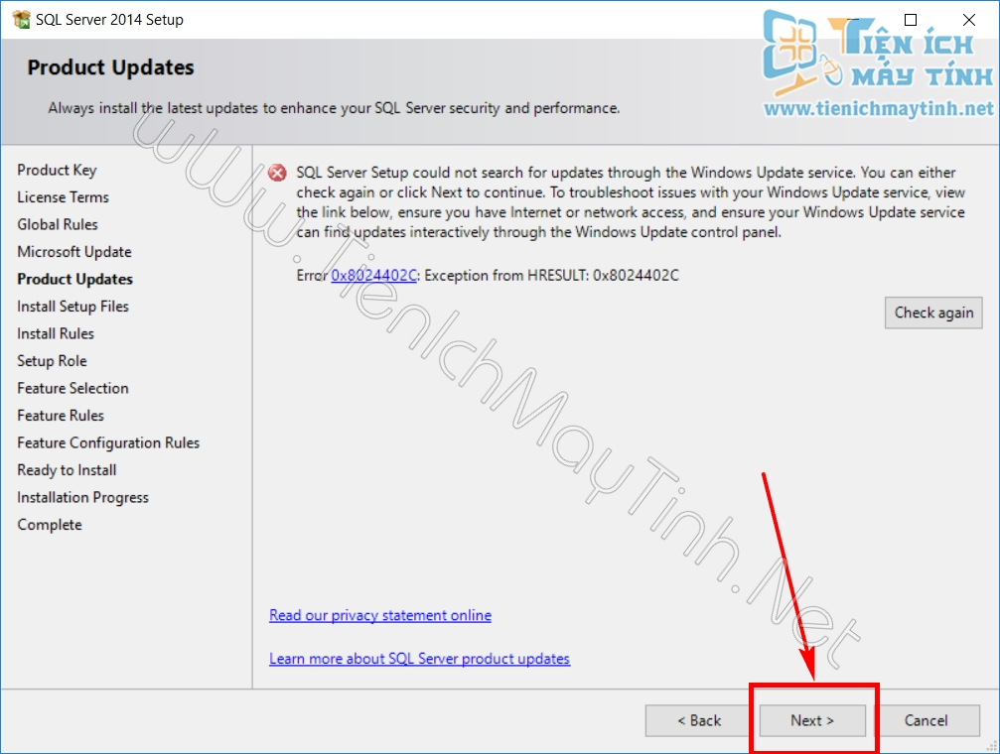 SQL Server 2014 Setup
TIỆN ÍCH
MÁY TÍNH
www.tienichmaytinh.net
Product Updates
Always install the latest updates to enhance your SQL Server security and performance.
Product Key
License Terms
Global Rules
Microsoft Update
Product Updates
Install Setup Files
Install Rules
Setup Role
Feature Selection
Feature Rules
Feature Configuration Rules
Ready to Install
Installation Progress
Complete
SQL Server Setup could not search for updates through the Windows Update service. You can either
check again or click Next to continue. To troubleshoot issues with your Windows Update service, view
the link below, ensure you have Internet or network access, and ensure your Windows Update service
can find updates interactively through the Windows Update control panel.
Error 0x8024402C: Exception from HRESULT: 0x8024402C
Check again
www.TienIchMayTinh.Net
Read our privacy statement online
Learn more about SQL Server product updates
< Back
Next >
Cancel